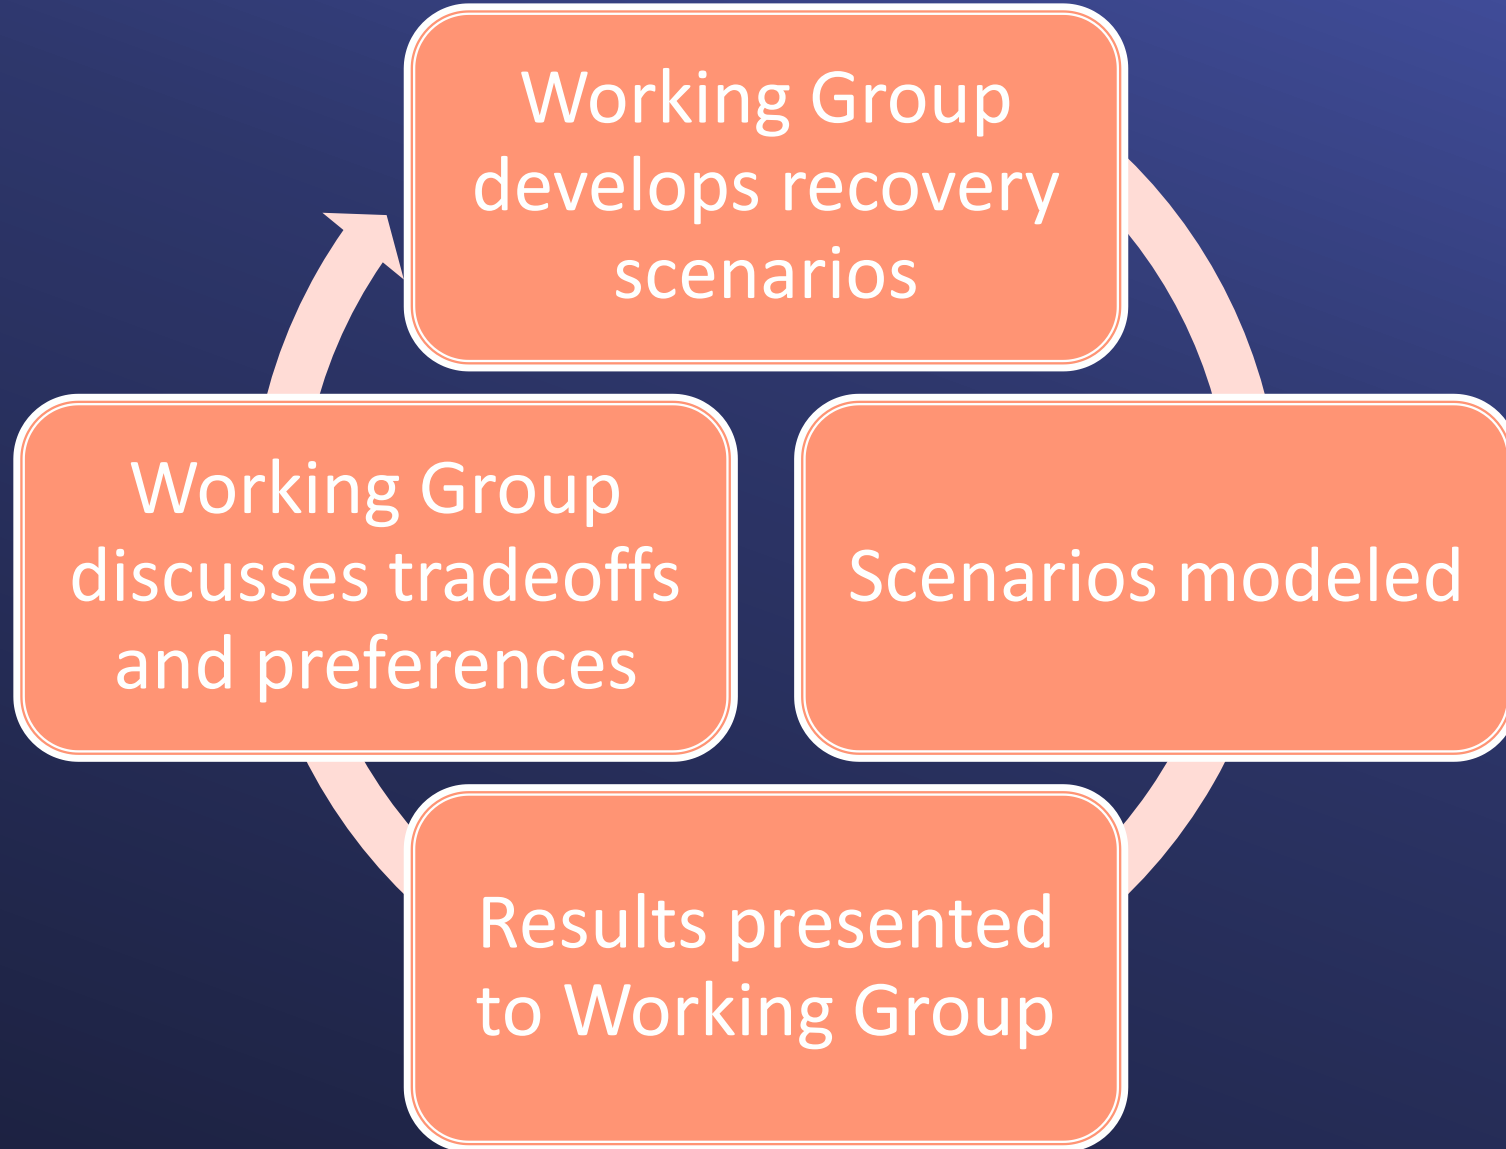 Working Group
develops recovery
scenarios
Scenarios modeled
Results presented
to Working Group
Working Group
discusses tradeoffs
and preferences